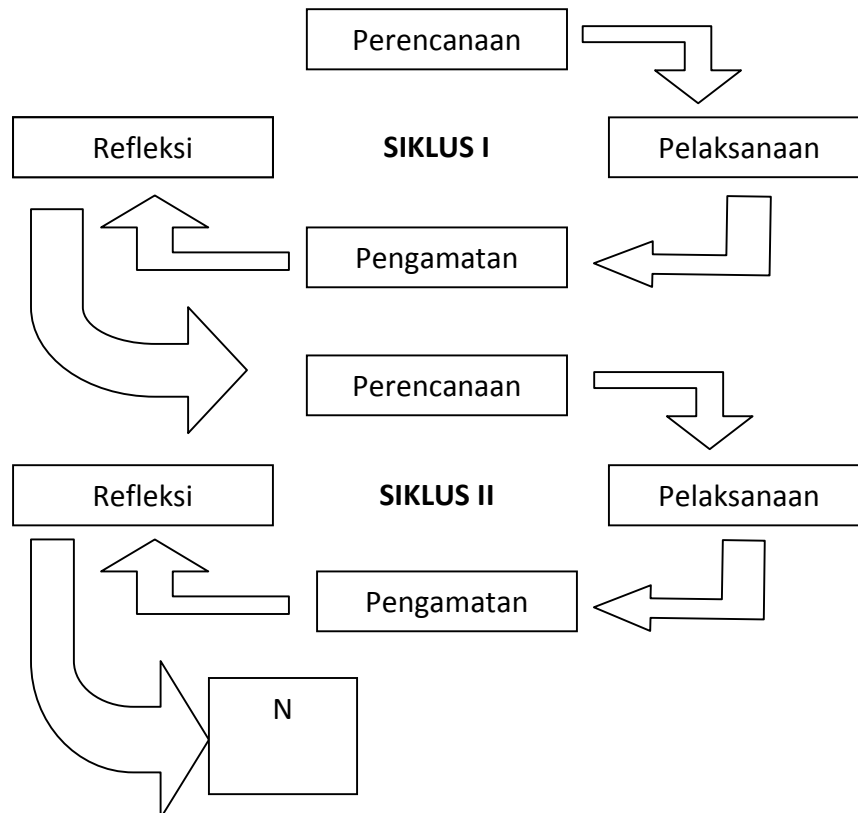 Perencanaan
Refleksi
SIKLUS I
Pelaksanaan
Pengamatan
Perencanaan
Refleksi
SIKLUS II
Pelaksanaan
Pengamatan
N